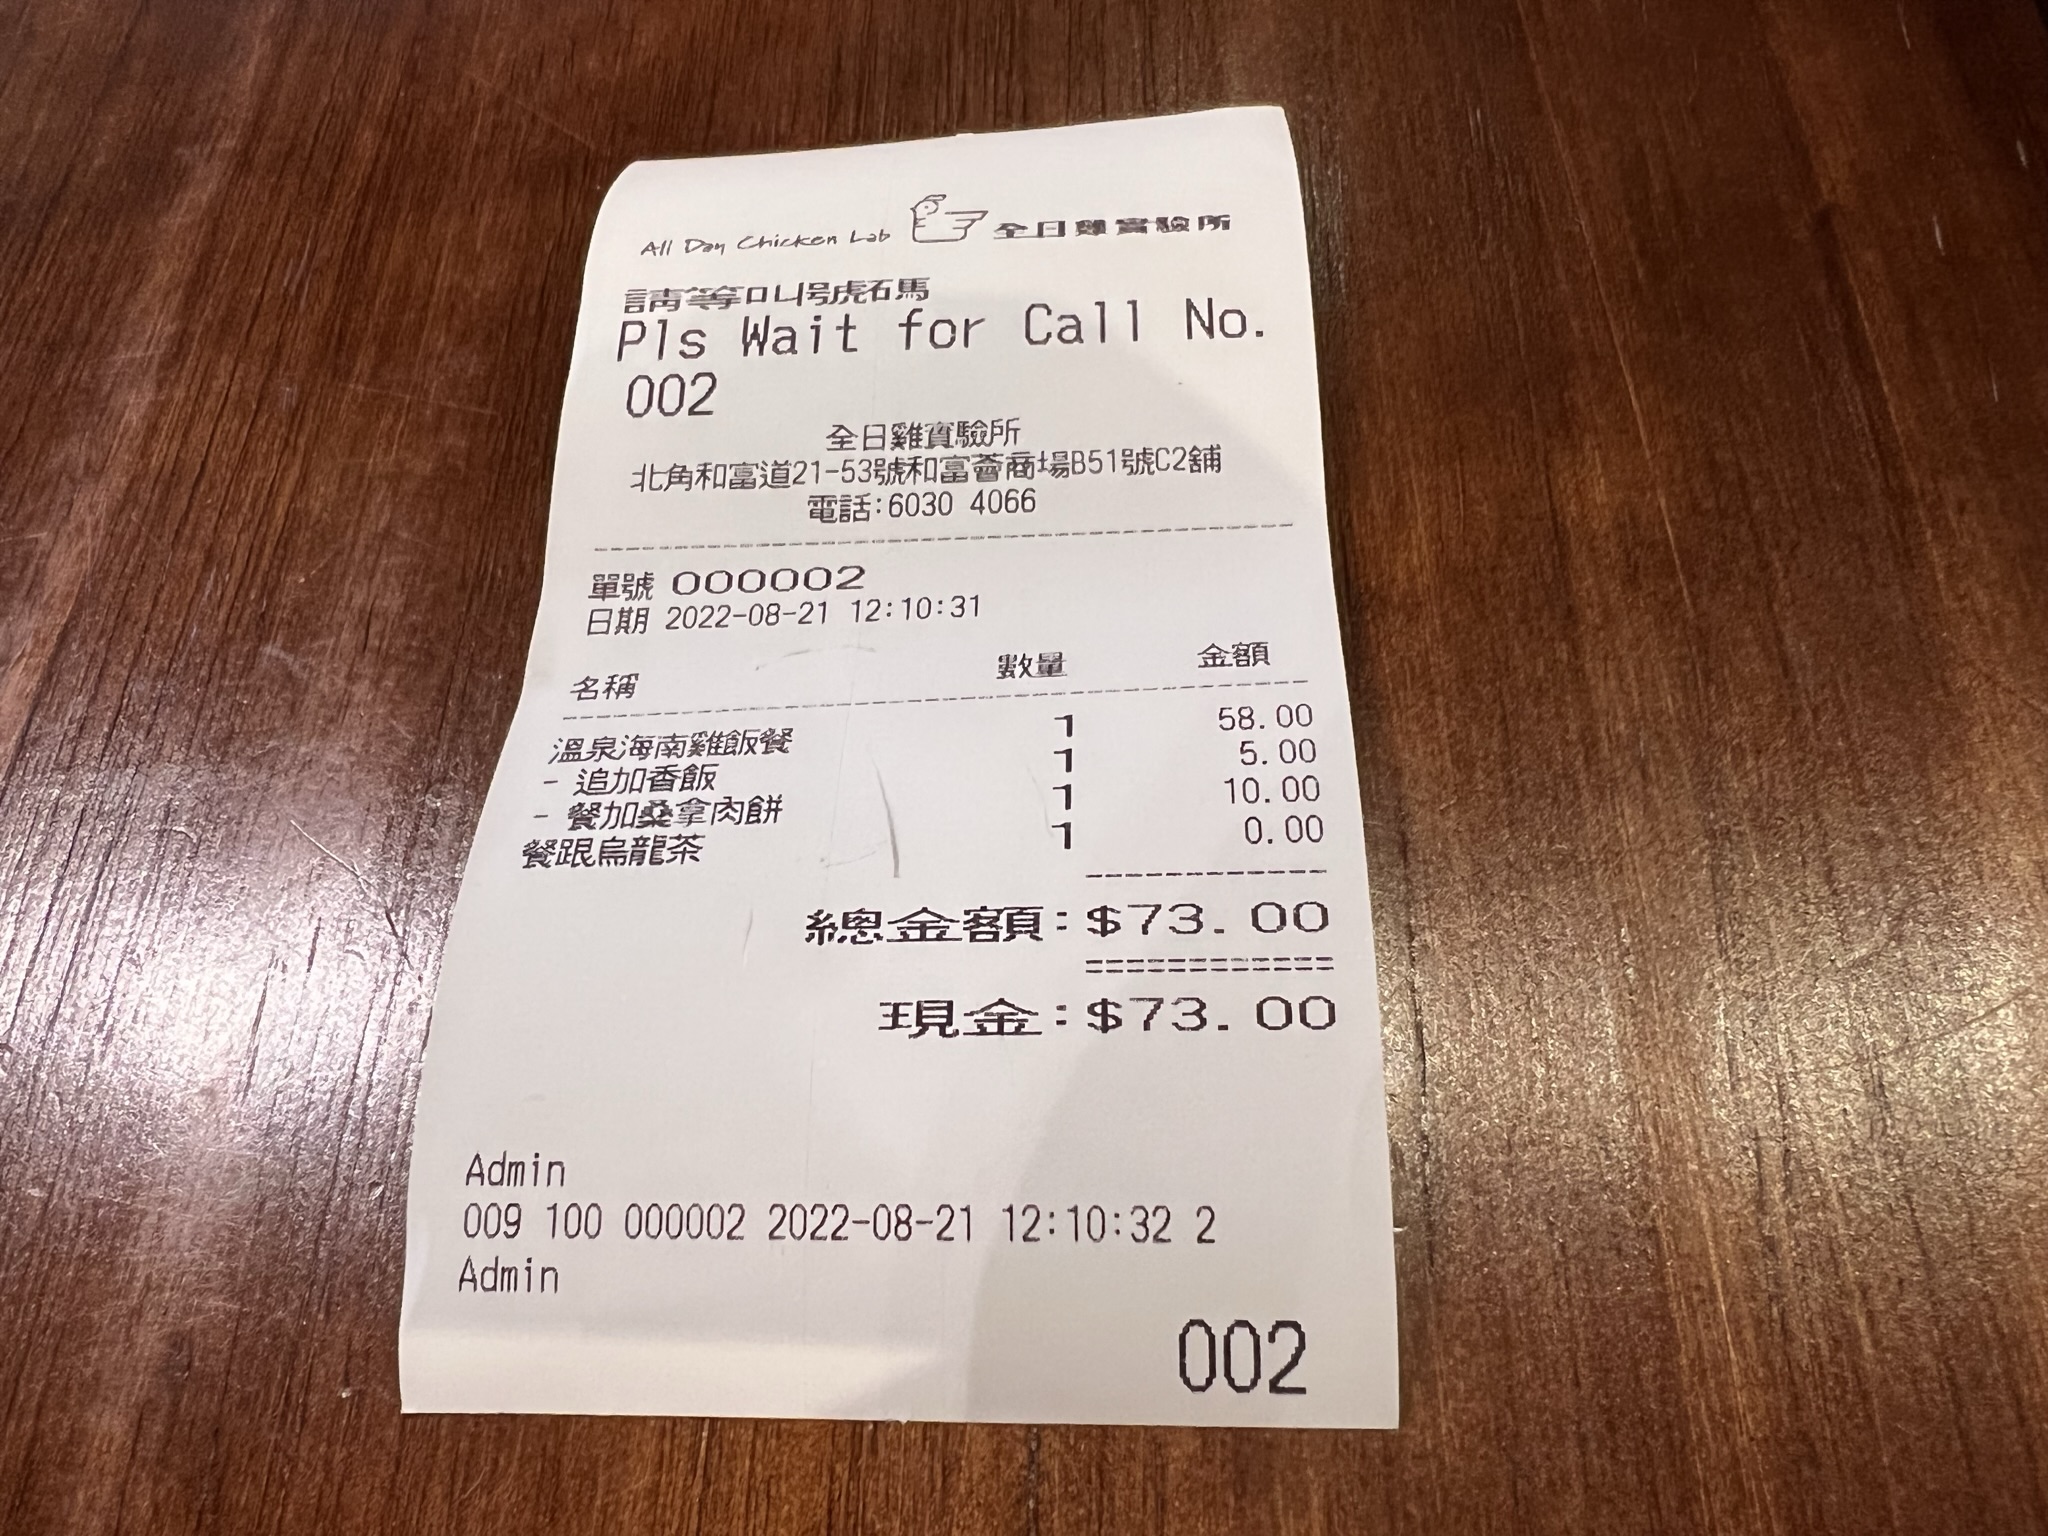 All Day Chicken Lab 全日雞實驗所
請等叫號號碼
Pls Wait for Call No.
002
全日雞實驗所
北角和富道21-53號和富薈商場B51號C2舖
電話:6030 4066
單號 000002
日期 2022-08-21 12:10:31
名稱 數量 金額
溫泉海南雞飯餐 1 58.00
- 追加香飯 1 5.00
- 餐加桑拿肉餅 1 10.00
餐跟烏龍茶 1 0.00
總金額:$73.00
現金:$73.00
Admin
009 100 000002 2022-08-21 12:10:32 2
Admin
002